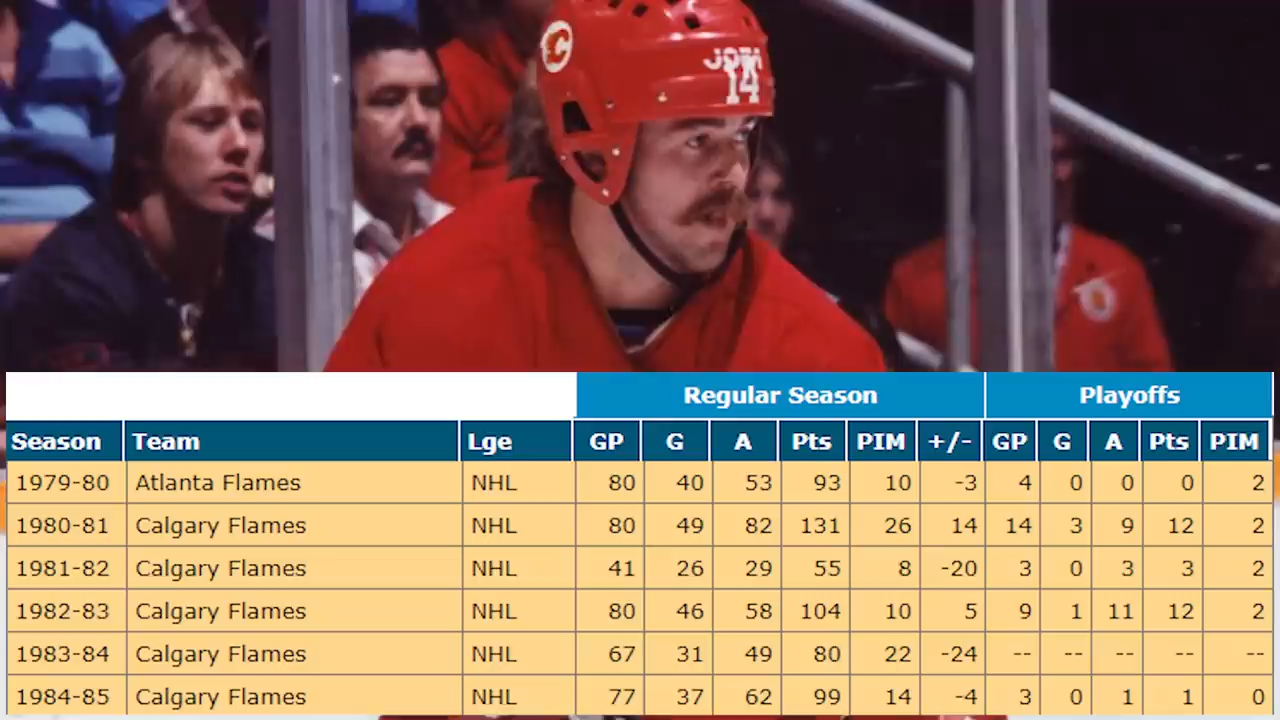 C
JOFA
14
Regular Season Playoffs
Season Team Lge GP G A Pts PIM +/- GP G A Pts PIM
1979-80 Atlanta Flames NHL 80 40 53 93 10 -3 4 0 0 0 2
1980-81 Calgary Flames NHL 80 49 82 131 26 14 14 3 9 12 2
1981-82 Calgary Flames NHL 41 26 29 55 8 -20 3 0 3 3 2
1982-83 Calgary Flames NHL 80 46 58 104 10 5 9 1 11 12 2
1983-84 Calgary Flames NHL 67 31 49 80 22 -24 -- -- -- -- --
1984-85 Calgary Flames NHL 77 37 62 99 14 -4 3 0 1 1 0